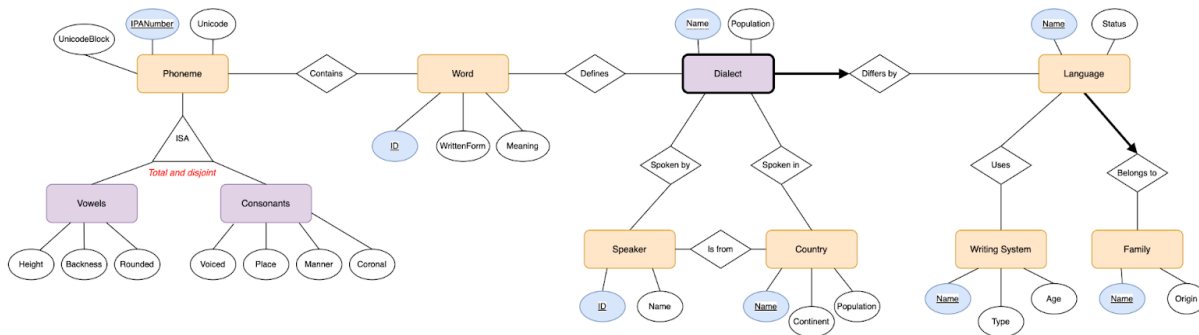 IPANumber
Unicode
UnicodeBlock
Phoneme
Contains
Word
Defines
Name
Population
Dialect
Differs by
Name
Status
Language
ISA
Total and disjoint
ID
WrittenForm
Meaning
Spoken by
Spoken in
Uses
Belongs to
Vowels
Consonants
Height
Backness
Rounded
Voiced
Place
Manner
Coronal
Speaker
Is from
Country
Writing System
Family
ID
Name
Name
Continent
Population
Name
Type
Age
Name
Origin